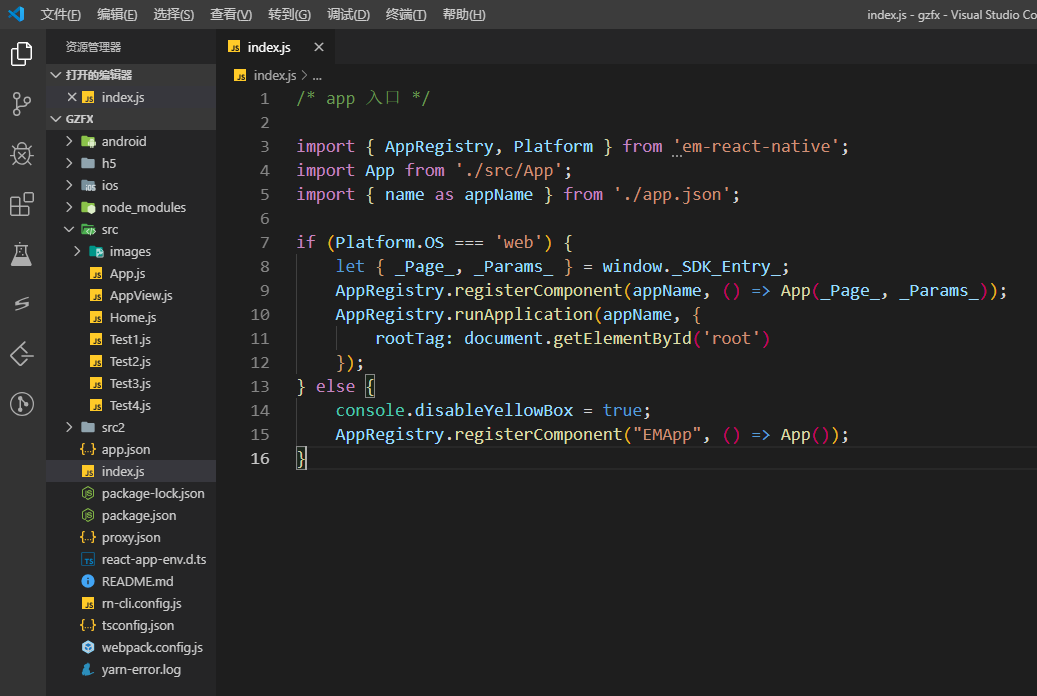 文件(F) 编辑(E) 选择(S) 查看(V) 转到(G) 调试(D) 终端(T) 帮助(H) index.js - gzfx - Visual Studio Co
资源管理器
打开的编辑器
index.js
GZFX
android
h5
ios
node_modules
src
images
App.js
AppView.js
Home.js
Test1.js
Test2.js
Test3.js
Test4.js
src2
app.json
index.js
package-lock.json
package.json
proxy.json
react-app-env.d.ts
README.md
rn-cli.config.js
tsconfig.json
webpack.config.js
yarn-error.log
index.js
index.js > ...
1 /* app 入口 */
2
3 import { AppRegistry, Platform } from 'em-react-native';
4 import App from './src/App';
5 import { name as appName } from './app.json';
6
7 if (Platform.OS === 'web') {
8     let { _Page_, _Params_ } = window._SDK_Entry_;
9     AppRegistry.registerComponent(appName, () => App(_Page_, _Params_));
10     AppRegistry.runApplication(appName, {
11         rootTag: document.getElementById('root')
12     });
13 } else {
14     console.disableYellowBox = true;
15     AppRegistry.registerComponent("EMApp", () => App());
16 }